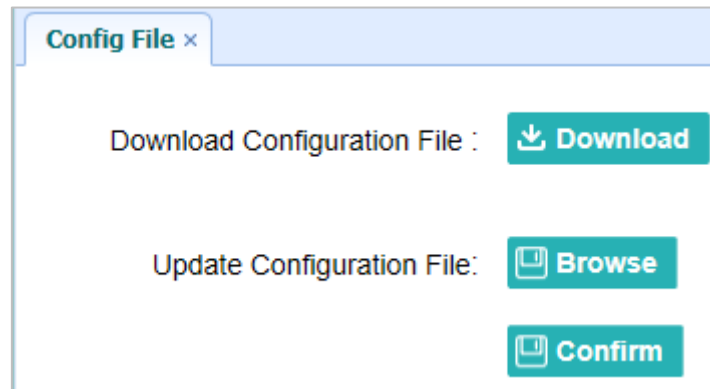 Config File ×
Download Configuration File : Download
Update Configuration File: Browse
Confirm